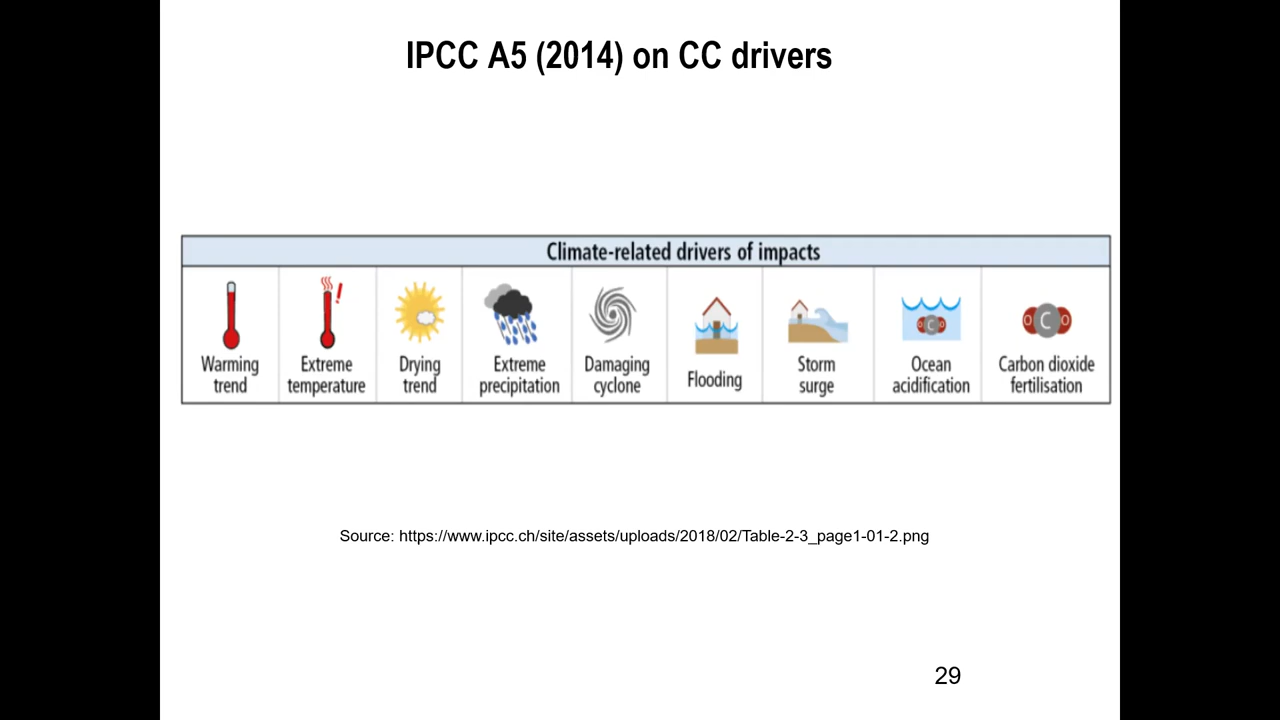 IPCC A5 (2014) on CC drivers
Climate-related drivers of impacts
Warming
trend
Extreme
temperature
Drying
trend
Extreme
precipitation
Damaging
cyclone
Flooding
Storm
surge
O C O
Ocean
acidification
O C O
Carbon dioxide
fertilisation
Source: https://www.ipcc.ch/site/assets/uploads/2018/02/Table-2-3_page1-01-2.png
29